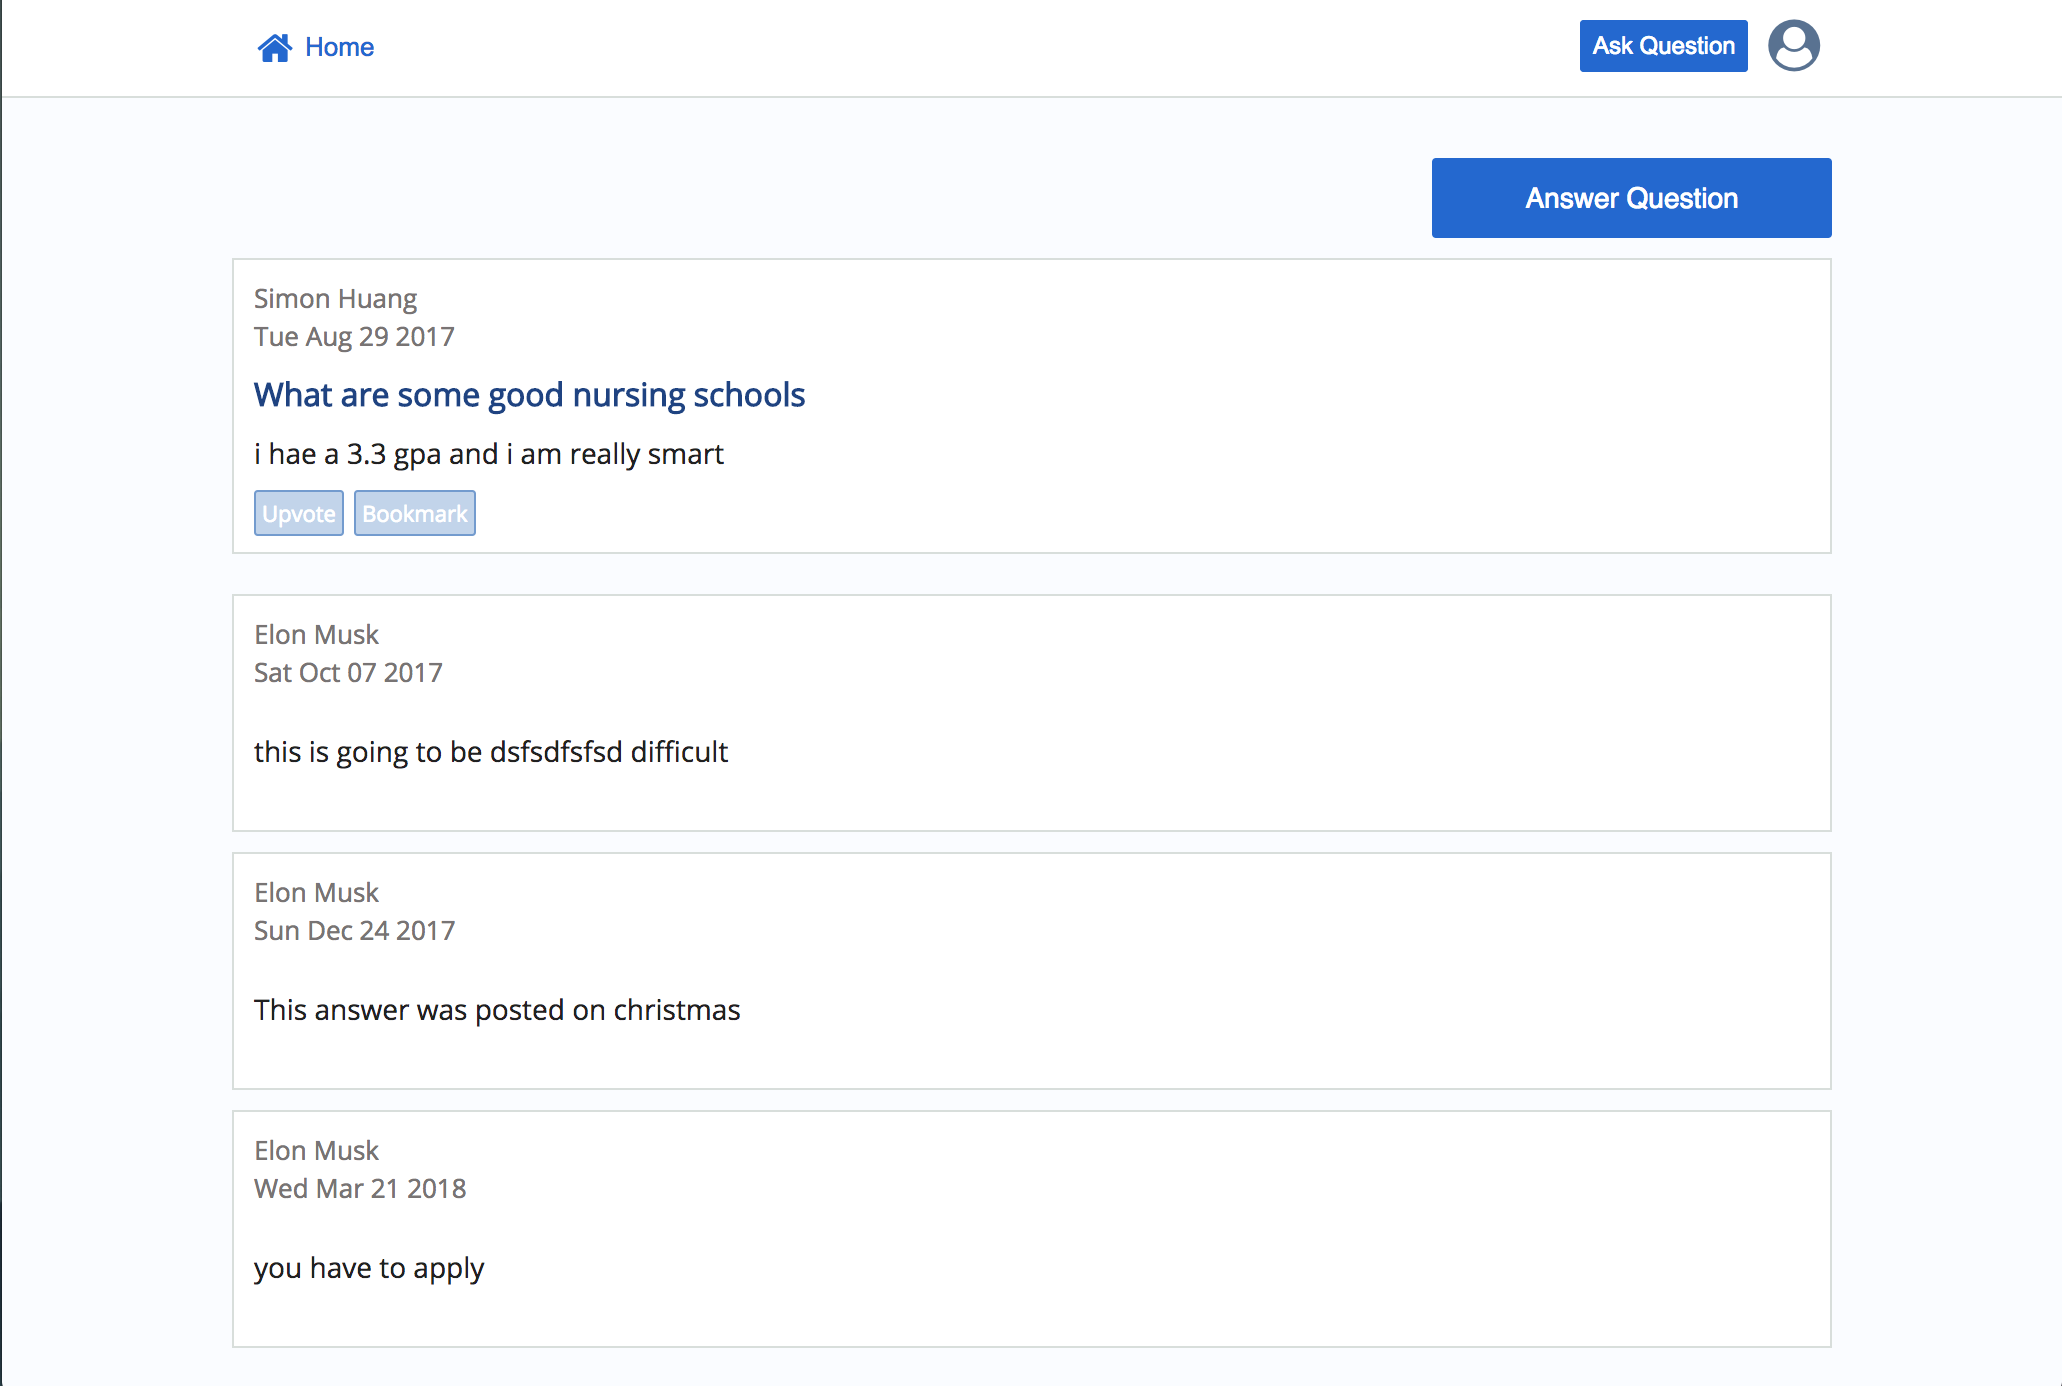 Home
Ask Question
Answer Question
Simon Huang
Tue Aug 29 2017
What are some good nursing schools
i hae a 3.3 gpa and i am really smart
Upvote Bookmark
Elon Musk
Sat Oct 07 2017
this is going to be dsfsdfsfsd difficult
Elon Musk
Sun Dec 24 2017
This answer was posted on christmas
Elon Musk
Wed Mar 21 2018
you have to apply